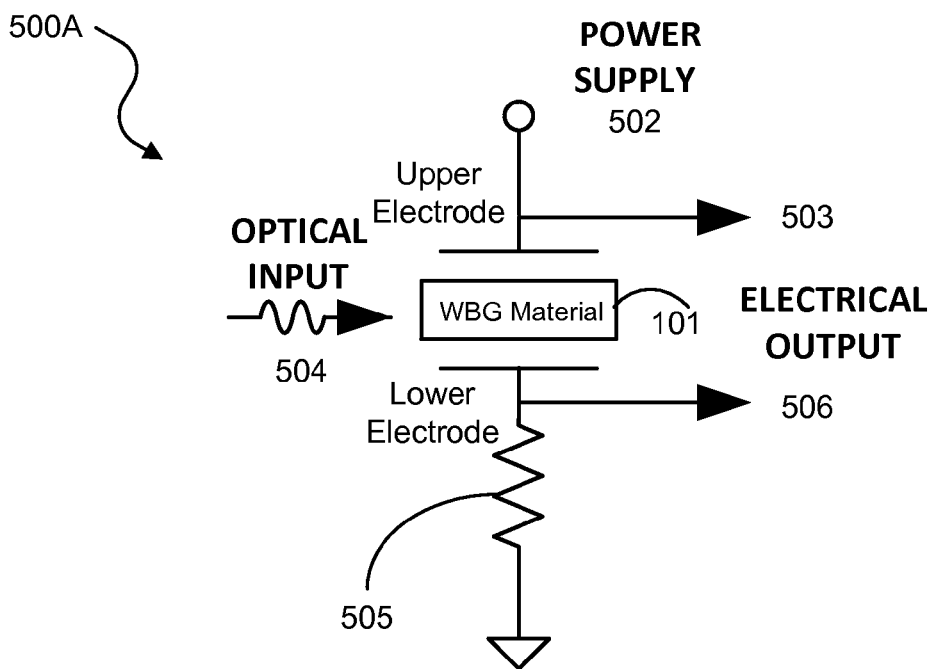 500A
POWER
SUPPLY
502
Upper
Electrode
503
OPTICAL
INPUT
504
WBG Material
101
ELECTRICAL
OUTPUT
Lower
Electrode
506
505